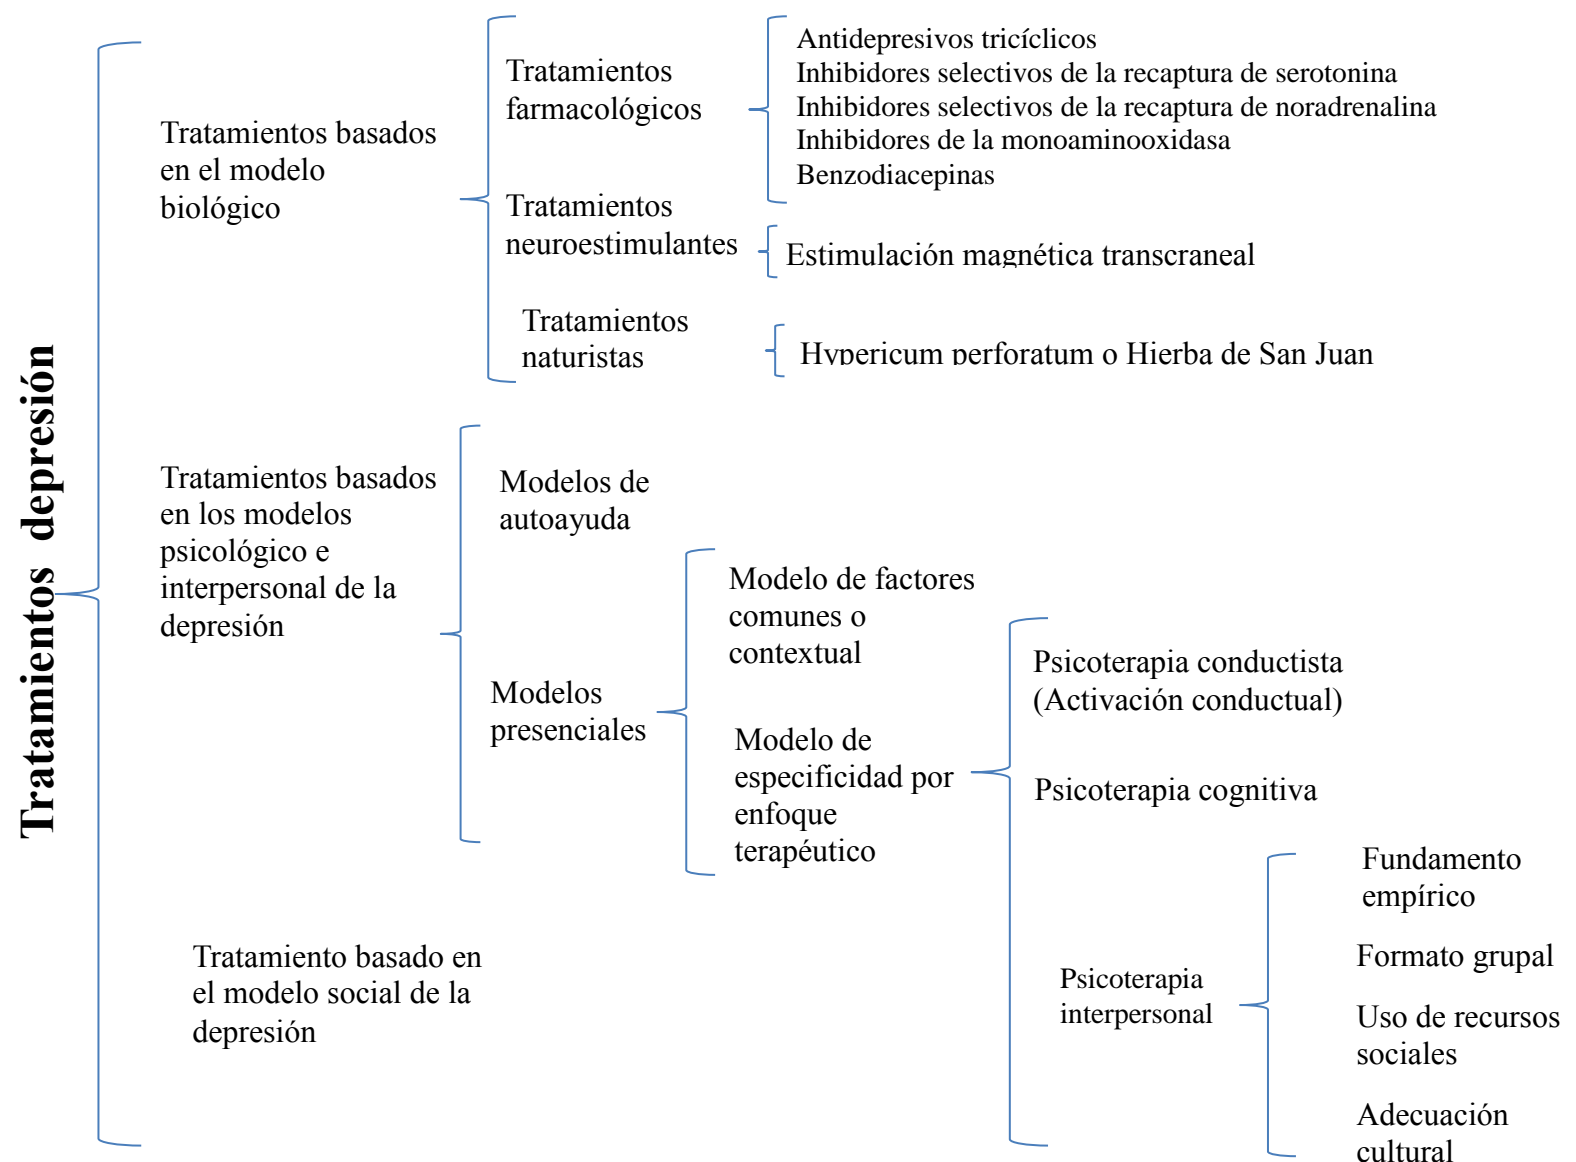 Tratamientos depresión
Tratamientos basados
en el modelo
biológico
Tratamientos
farmacológicos
Antidepresivos tricíclicos
Inhibidores selectivos de la recaptura de serotonina
Inhibidores selectivos de la recaptura de noradrenalina
Inhibidores de la monoaminooxidasa
Benzodiacepinas
Tratamientos
neuroestimulantes
Estimulación magnética transcraneal
Tratamientos
naturistas
Hypericum perforatum o Hierba de San Juan
Tratamientos basados
en los modelos
psicológico e
interpersonal de la
depresión
Modelos de
autoayuda
Modelos
presenciales
Modelo de factores
comunes o
contextual
Modelo de
especificidad por
enfoque
terapéutico
Psicoterapia conductista
(Activación conductual)
Psicoterapia cognitiva
Psicoterapia
interpersonal
Fundamento
empírico
Formato grupal
Uso de recursos
sociales
Adecuación
cultural
Tratamiento basado en
el modelo social de la
depresión